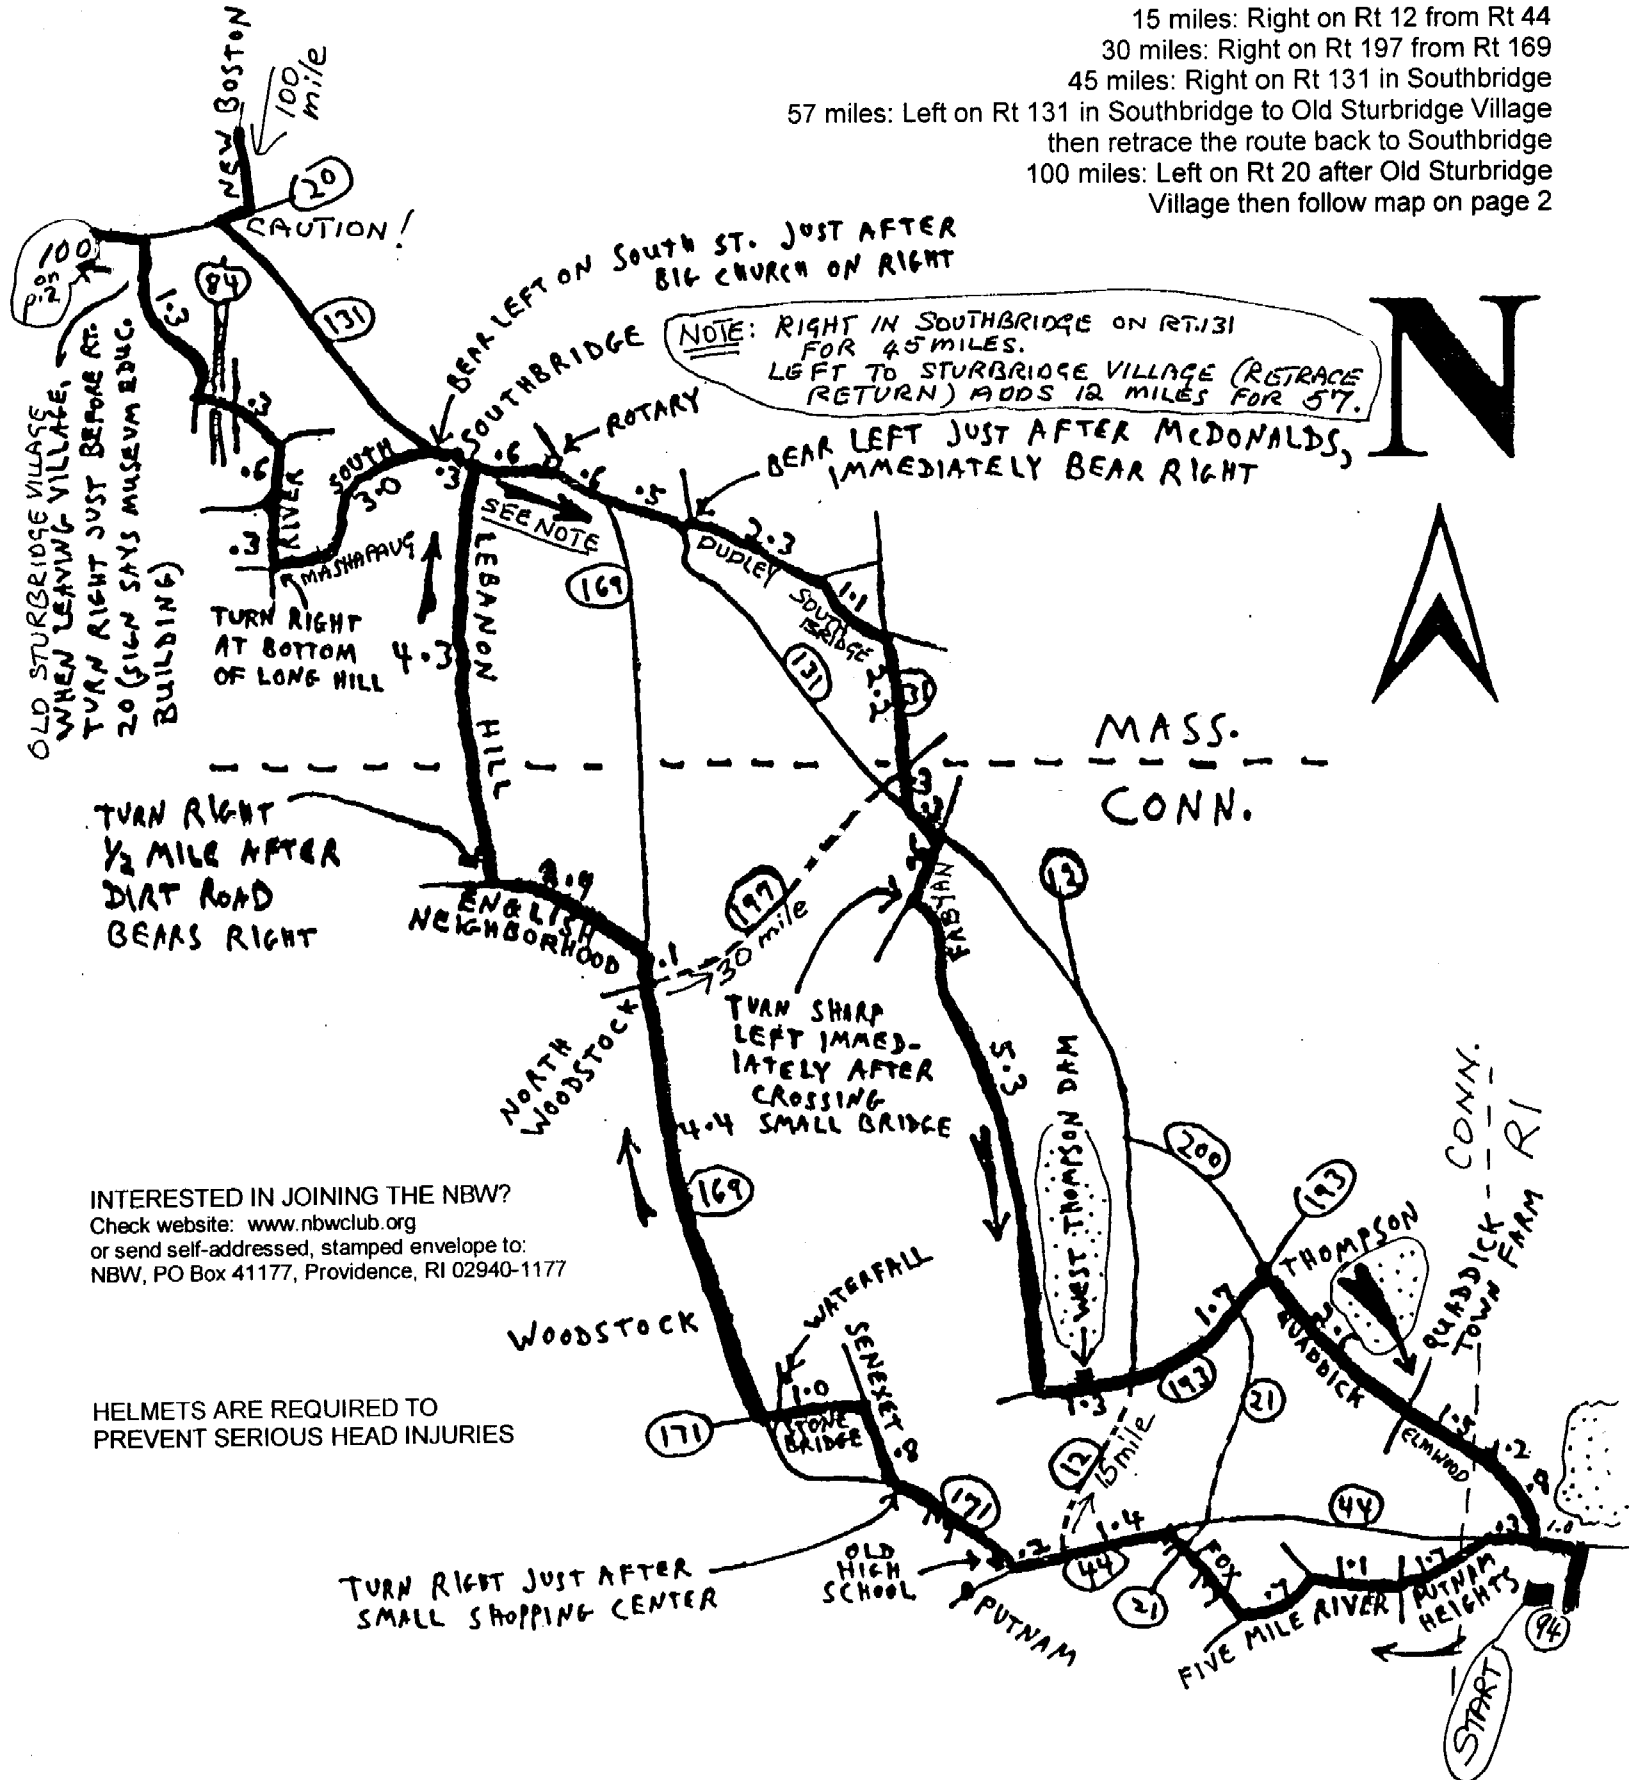 15 miles: Right on Rt 12 from Rt 44
30 miles: Right on Rt 197 from Rt 169
45 miles: Right on Rt 131 in Southbridge
57 miles: Left on Rt 131 in Southbridge to Old Sturbridge Village
then retrace the route back to Southbridge
100 miles: Left on Rt 20 after Old Sturbridge
Village then follow map on page 2
NEW BOSTON
100
mile
20
CAUTION!
100
on
p.2
84
1.3
131
BEAR LEFT ON SOUTH ST. JUST AFTER
BIG CHURCH ON RIGHT
NOTE: RIGHT IN SOUTHBRIDGE ON RT.131
FOR 45 MILES.
LEFT TO STURBRIDGE VILLAGE (RETRACE
RETURN) ADDS 12 MILES FOR 57.
N
SOUTHBRIDGE
ROTARY
BEAR LEFT JUST AFTER McDONALDS,
IMMEDIATELY BEAR RIGHT
OLD STURBRIDGE VILLAGE
WHEN LEAVING VILLAGE,
TURN RIGHT JUST BEFORE RT.
20 (SIGN SAYS MUSEUM EDUC.
BUILDING)
.3
.6
.3
RIVER
SOUTH
3.0
MASHAPAUG
.3
.6
.6
.5
SEE NOTE
2.3
DUDLEY
1.1
SOUTH
BRIDGE
TURN RIGHT
AT BOTTOM
OF LONG HILL
4.3
LEBANON HILL
169
131
2.2
131
MASS.
CONN.
.3
TURN RIGHT
1/2 MILE AFTER
DIRT ROAD
BEARS RIGHT
ENGLISH
NEIGHBORHOOD
197
30 mile
.1
FABYAN
12
NORTH
WOODSTOCK
TURN SHARP
LEFT IMMED-
IATELY AFTER
CROSSING
SMALL BRIDGE
5.3
WEST THOMPSON DAM
4.4
169
200
193
CONN.
RI
THOMPSON
QUADDICK
TOWN FARM
INTERESTED IN JOINING THE NBW?
Check website: www.nbwclub.org
or send self-addressed, stamped envelope to:
NBW, PO Box 41177, Providence, RI 02940-1177
WOODSTOCK
WATERFALL
SENEXET
1.0
STONE
BRIDGE
.8
171
1.3
1.7
193
21
QUADDICK
1.5
ELMWOOD
1.2
.9
HELMETS ARE REQUIRED TO
PREVENT SERIOUS HEAD INJURIES
171
12
15 mile
44
1.0
TURN RIGHT JUST AFTER
SMALL SHOPPING CENTER
OLD
HIGH
SCHOOL
.2
1.4
44
PUTNAM
21
FOX
.7
1.1
1.7
FIVE MILE RIVER
PUTNAM
HEIGHTS
94
START